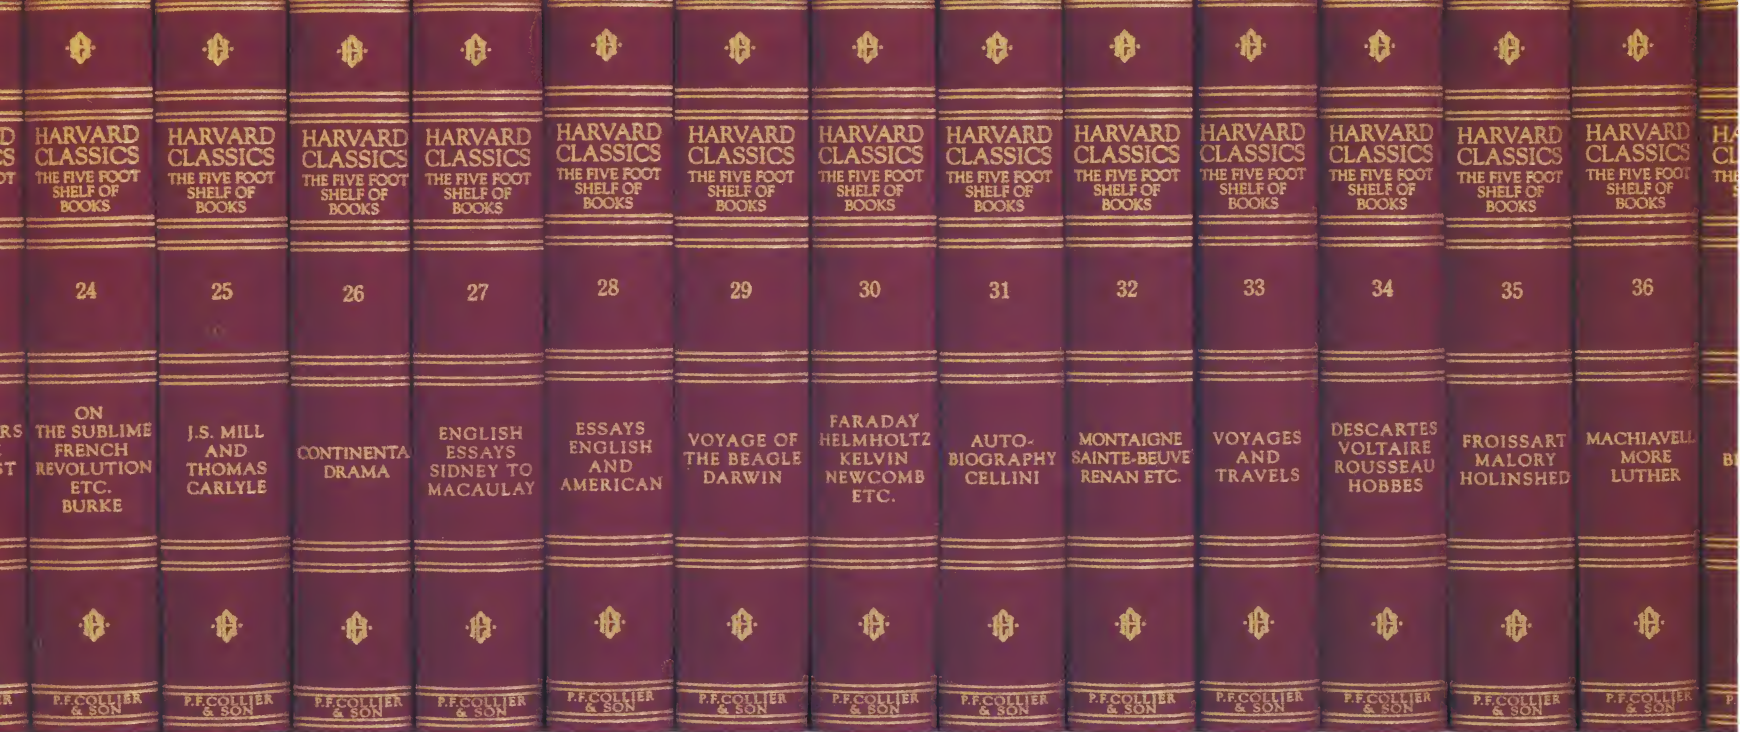 HARVARD
CLASSICS
THE FIVE FOOT
SHELF OF
BOOKS
24
ON
THE SUBLIME
FRENCH
REVOLUTION
ETC.
BURKE
P.F.COLLIER
& SON
HARVARD
CLASSICS
THE FIVE FOOT
SHELF OF
BOOKS
25
J.S. MILL
AND
THOMAS
CARLYLE
P.F.COLLIER
& SON
HARVARD
CLASSICS
THE FIVE FOOT
SHELF OF
BOOKS
26
CONTINENTA
DRAMA
P.F.COLLIER
& SON
HARVARD
CLASSICS
THE FIVE FOOT
SHELF OF
BOOKS
27
ENGLISH
ESSAYS
SIDNEY TO
MACAULAY
P.F.COLLIER
& SON
HARVARD
CLASSICS
THE FIVE FOOT
SHELF OF
BOOKS
28
ESSAYS
ENGLISH
AND
AMERICAN
P.F.COLLIER
& SON
HARVARD
CLASSICS
THE FIVE FOOT
SHELF OF
BOOKS
29
VOYAGE OF
THE BEAGLE
DARWIN
P.F.COLLIER
& SON
HARVARD
CLASSICS
THE FIVE FOOT
SHELF OF
BOOKS
30
FARADAY
HELMHOLTZ
KELVIN
NEWCOMB
ETC.
P.F.COLLIER
& SON
HARVARD
CLASSICS
THE FIVE FOOT
SHELF OF
BOOKS
31
AUTO-
BIOGRAPHY
CELLINI
P.F.COLLIER
& SON
HARVARD
CLASSICS
THE FIVE FOOT
SHELF OF
BOOKS
32
MONTAIGNE
SAINTE-BEUVE
RENAN ETC.
P.F.COLLIER
& SON
HARVARD
CLASSICS
THE FIVE FOOT
SHELF OF
BOOKS
33
VOYAGES
AND
TRAVELS
P.F.COLLIER
& SON
HARVARD
CLASSICS
THE FIVE FOOT
SHELF OF
BOOKS
34
DESCARTES
VOLTAIRE
ROUSSEAU
HOBBES
P.F.COLLIER
& SON
HARVARD
CLASSICS
THE FIVE FOOT
SHELF OF
BOOKS
35
FROISSART
MALORY
HOLINSHED
P.F.COLLIER
& SON
HARVARD
CLASSICS
THE FIVE FOOT
SHELF OF
BOOKS
36
MACHIAVELL
MORE
LUTHER
P.F.COLLIER
& SON